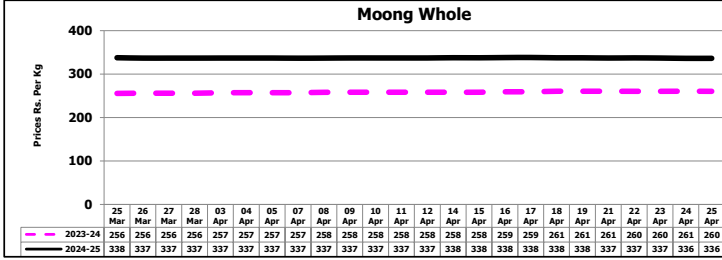 Moong Whole
400
300
200
100
0
Prices Rs. Per Kg
25 26 27 28 03 04 05 07 08 09 10 11 12 14 15 16 17 18 19 21 22 23 24 25
Mar Mar Mar Mar Apr Apr Apr Apr Apr Apr Apr Apr Apr Apr Apr Apr Apr Apr Apr Apr Apr Apr Apr Apr
2023-24 256 256 256 256 257 257 257 257 258 258 258 258 258 258 258 259 259 261 261 261 260 260 261 260
2024-25 338 337 337 337 337 337 337 337 337 337 337 337 337 338 338 338 338 338 338 337 337 337 336 336